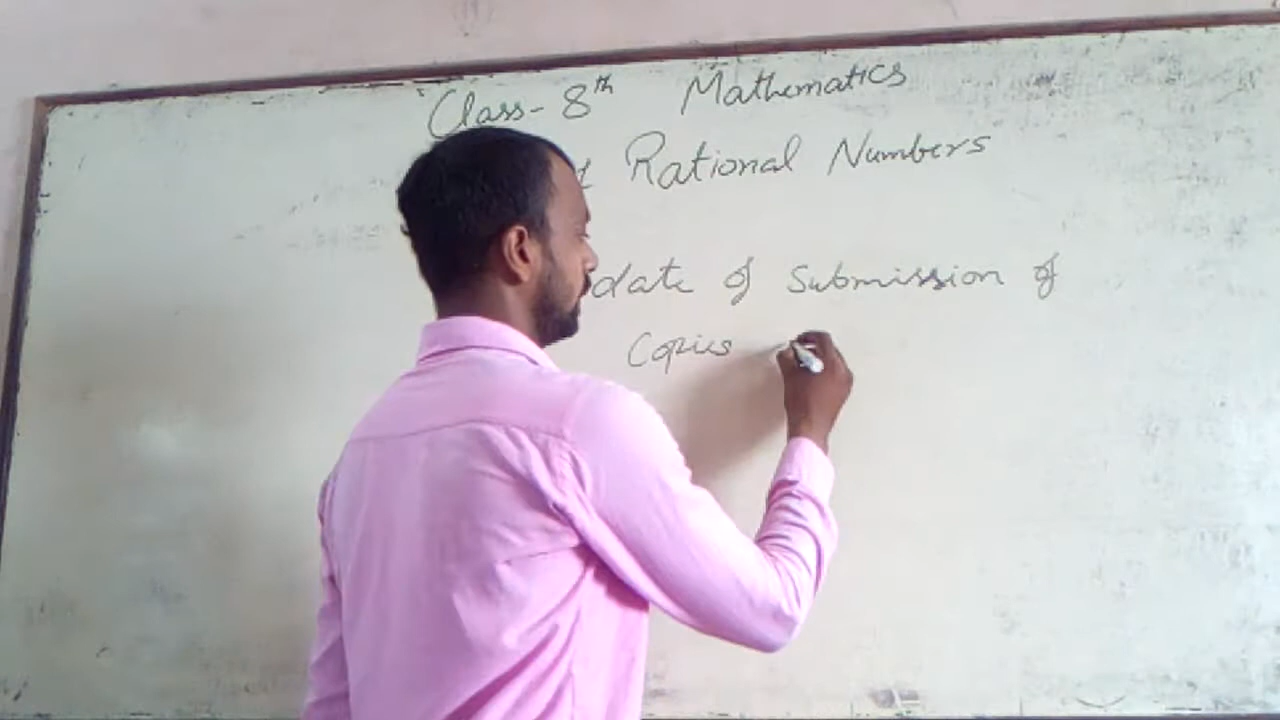 Class-8th Mathematics
Rational Numbers
date of Submission of
Copies